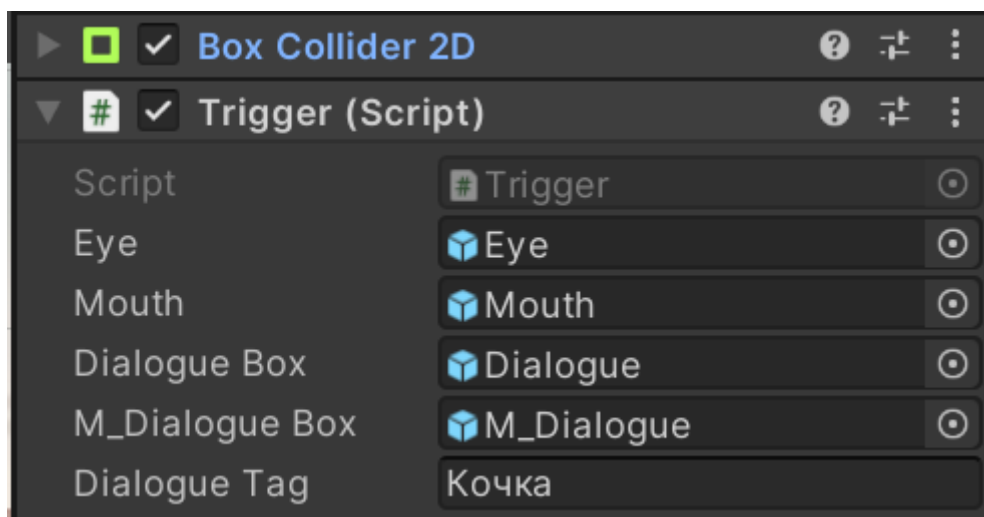 Box Collider 2D
Trigger (Script)
Script Trigger
Eye Eye
Mouth Mouth
Dialogue Box Dialogue
M_Dialogue Box M_Dialogue
Dialogue Tag Кочка